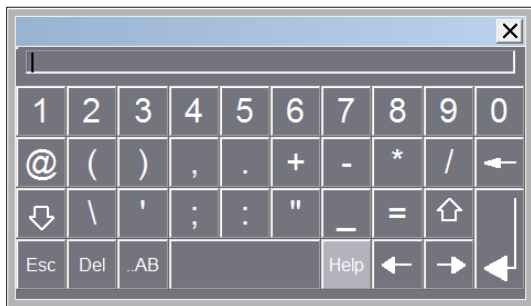 1 2 3 4 5 6 7 8 9 0
@ ( ) , . + - * /
\ ' ; : " _ =
Esc Del ..AB Help